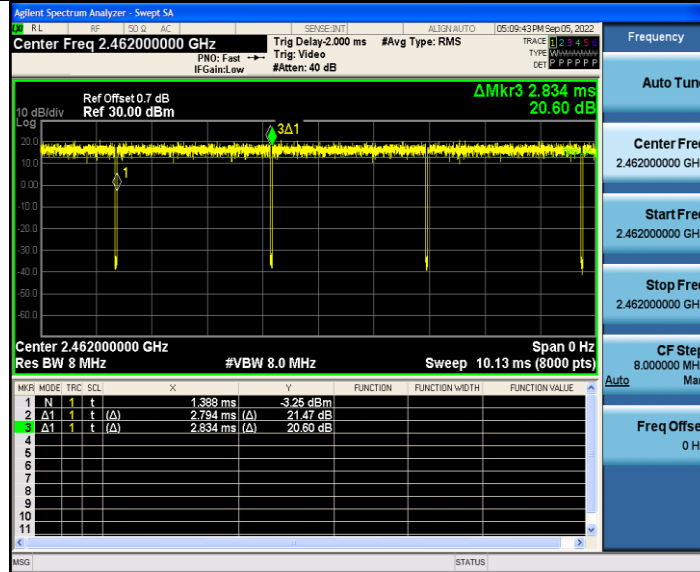 Agilent Spectrum Analyzer - Swept SA
RL RF 50 Ω AC SENSE:INT ALIGN AUTO 05:09:43 PM Sep 05, 2022
Center Freq 2.462000000 GHz
PNO: Fast
IFGain:Low
Trig Delay-2.000 ms
Trig: Video
#Atten: 40 dB
#Avg Type: RMS
TRACE 1 2 3 4 5 6
TYPE
DET P P P P P P
ΔMkr3 2.834 ms
20.60 dB
Ref Offset 0.7 dB
10 dB/div Ref 30.00 dBm
Log
20.0
10.0
0.00
-10.0
-20.0
-30.0
-40.0
-50.0
-60.0
3Δ1
1
Center 2.462000000 GHz Span 0 Hz
Res BW 8 MHz #VBW 8.0 MHz Sweep 10.13 ms (8000 pts)
MKR MODE TRC SCL X Y FUNCTION FUNCTION WIDTH FUNCTION VALUE
1 N 1 t 1.388 ms -3.25 dBm
2 Δ1 1 t (Δ) 2.794 ms (Δ) 21.47 dB
3 Δ1 1 t (Δ) 2.834 ms (Δ) 20.60 dB
4
5
6
7
8
9
10
11
MSG STATUS
Frequency
Auto Tun
Center Fre
2.462000000 GH
Start Fre
2.462000000 GH
Stop Fre
2.462000000 GH
CF Ste
8.000000 MH
Auto Ma
Freq Offse
0 H